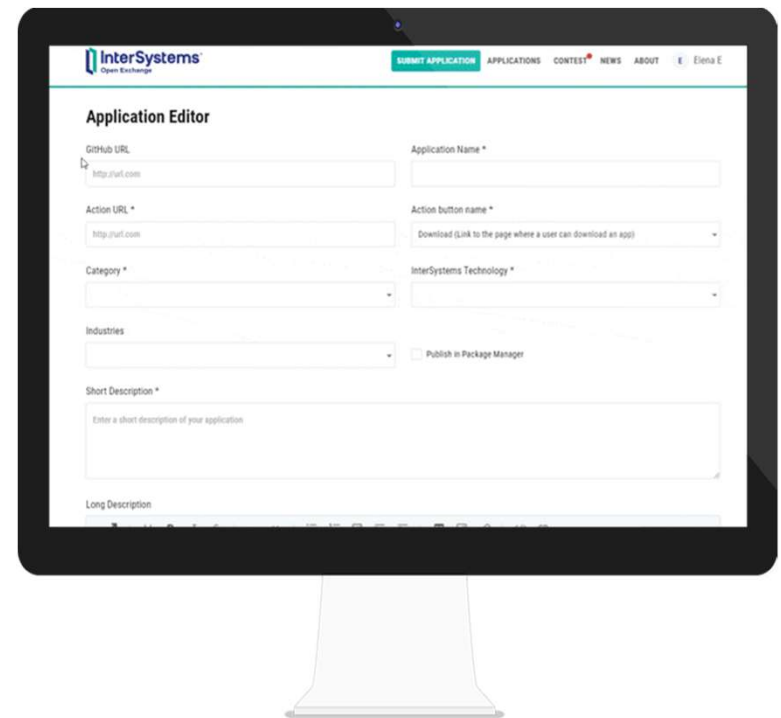 InterSystems
Open Exchange
SUBMIT APPLICATION APPLICATIONS CONTEST NEWS ABOUT E Elena E
Application Editor
GitHub URL
Application Name *
http://url.com
Action URL *
Action button name *
http://url.com
Download (Link to the page where a user can download an app)
Category *
InterSystems Technology *
Industries
Publish in Package Manager
Short Description *
Enter a short description of your application
Long Description